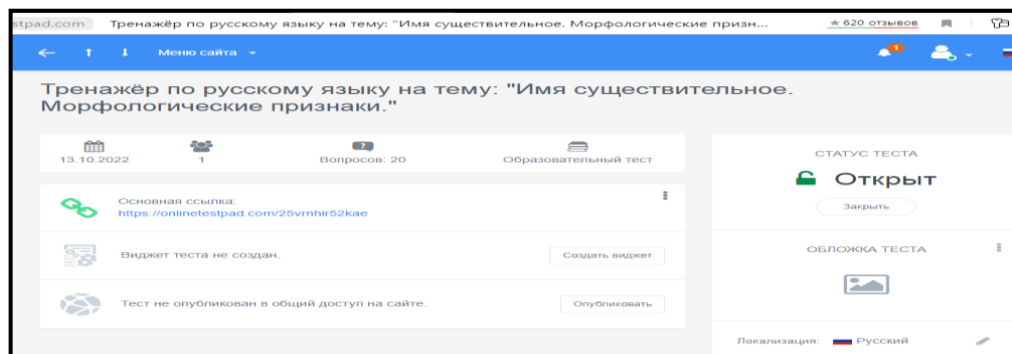 stpad.com Тренажёр по русскому языку на тему: "Имя существительное. Морфологические призн... ★ 620 отзывов
← ↑ ↓ Меню сайта 1
Тренажёр по русскому языку на тему: "Имя существительное.
Морфологические признаки."
13.10.2022 1 Вопросов: 20 Образовательный тест
Основная ссылка:
https://onlinetestpad.com/25vrnhir52kae
Виджет теста не создан. Создать виджет
Тест не опубликован в общий доступ на сайте. Опубликовать
СТАТУС ТЕСТА
Открыт
Закрыть
ОБЛОЖКА ТЕСТА
Локализация: Русский